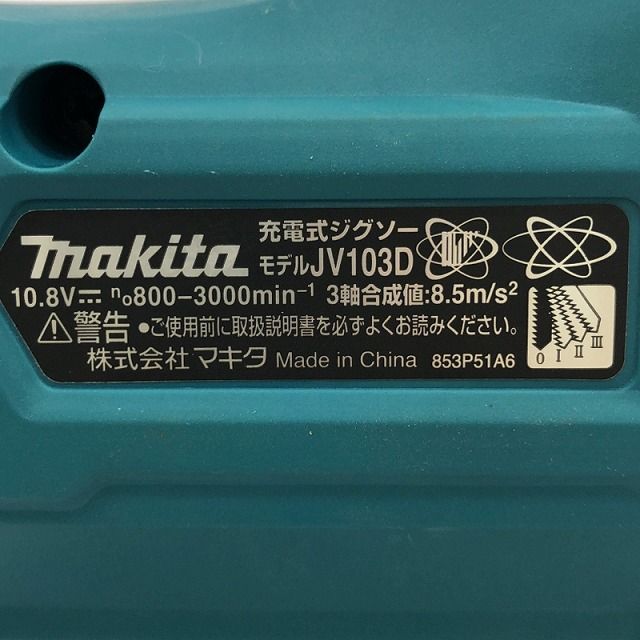 makita
充電式ジグソー
モデルJV103D
10.8V⎓ n₀800-3000min⁻¹ 3軸合成値:8.5m/s²
⚠警告 •ご使用前に取扱説明書を必ずよくお読みください。
株式会社 マキタ Made in China 853P51A6
0 I II III